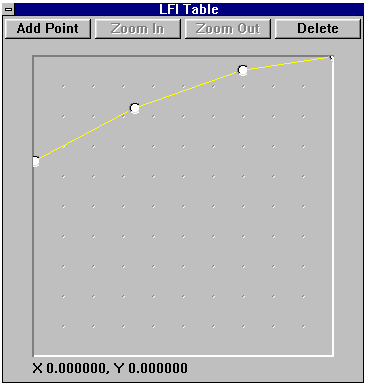 LFI Table
Add Point Zoom In Zoom Out Delete
X 0.000000, Y 0.000000